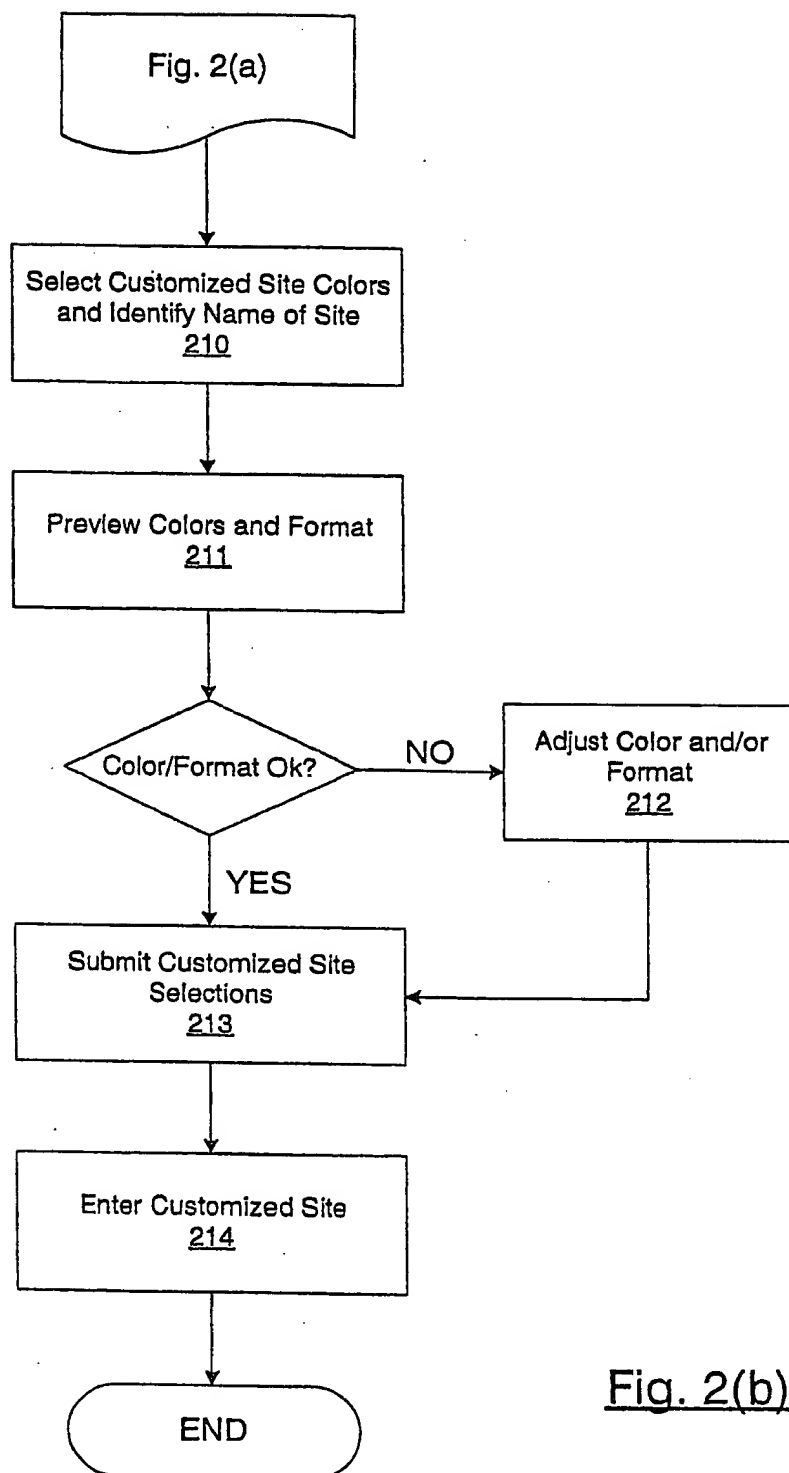 Fig. 2(a)
Select Customized Site Colors
and Identify Name of Site
210
Preview Colors and Format
211
Color/Format Ok?
NO
Adjust Color and/or
Format
212
YES
Submit Customized Site
Selections
213
Enter Customized Site
214
END
Fig. 2(b)